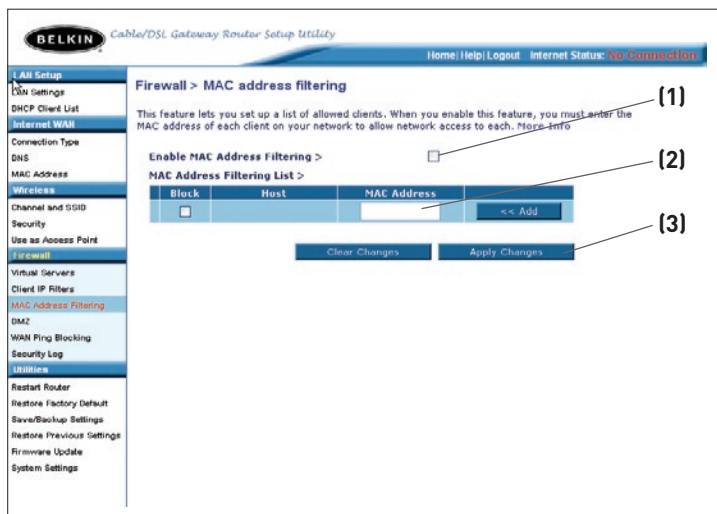 BELKIN Cable/DSL Gateway Router Setup Utility
Home|Help|Logout Internet Status: No Connection
LAN Setup
LAN Settings
DHCP Client List
Internet WAN
Connection Type
DNS
MAC Address
Wireless
Channel and SSID
Security
Use as Access Point
Firewall
Virtual Servers
Client IP Filters
MAC Address Filtering
DMZ
WAN Ping Blocking
Security Log
Utilities
Restart Router
Restore Factory Default
Save/Backup Settings
Restore Previous Settings
Firmware Update
System Settings
Firewall > MAC address filtering
This feature lets you set up a list of allowed clients. When you enable this feature, you must enter the
MAC address of each client on your network to allow network access to each. More Info
Enable MAC Address Filtering >
MAC Address Filtering List >
Block Host MAC Address
<< Add
Clear Changes Apply Changes
(1)
(2)
(3)